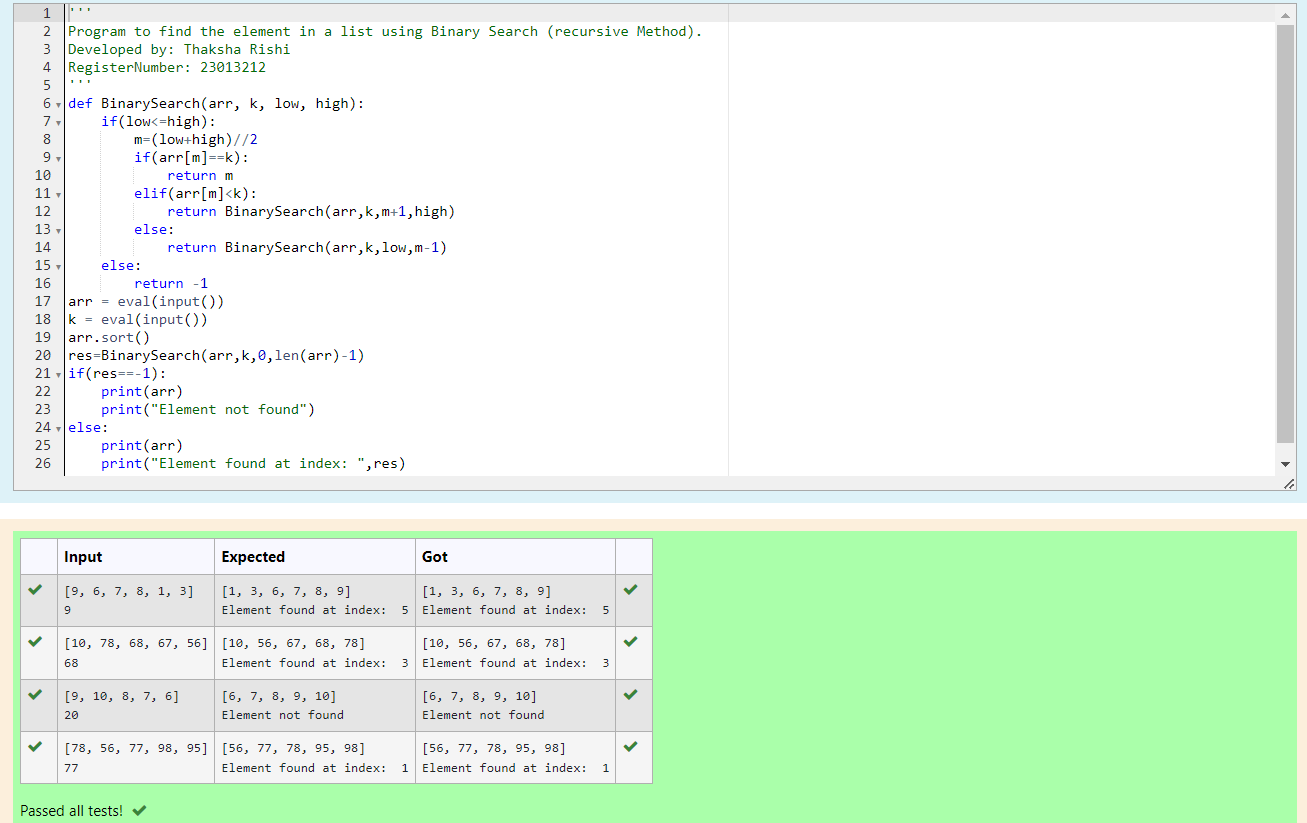 1 '''
2 Program to find the element in a list using Binary Search (recursive Method).
3 Developed by: Thaksha Rishi
4 RegisterNumber: 23013212
5 '''
6 def BinarySearch(arr, k, low, high):
7     if(low<=high):
8         m=(low+high)//2
9         if(arr[m]==k):
10             return m
11         elif(arr[m]<k):
12             return BinarySearch(arr,k,m+1,high)
13         else:
14             return BinarySearch(arr,k,low,m-1)
15     else:
16         return -1
17 arr = eval(input())
18 k = eval(input())
19 arr.sort()
20 res=BinarySearch(arr,k,0,len(arr)-1)
21 if(res==-1):
22     print(arr)
23     print("Element not found")
24 else:
25     print(arr)
26     print("Element found at index: ",res)
Input Expected Got
[9, 6, 7, 8, 1, 3] [1, 3, 6, 7, 8, 9] [1, 3, 6, 7, 8, 9]
9 Element found at index:  5 Element found at index:  5
[10, 78, 68, 67, 56] [10, 56, 67, 68, 78] [10, 56, 67, 68, 78]
68 Element found at index:  3 Element found at index:  3
[9, 10, 8, 7, 6] [6, 7, 8, 9, 10] [6, 7, 8, 9, 10]
20 Element not found Element not found
[78, 56, 77, 98, 95] [56, 77, 78, 95, 98] [56, 77, 78, 95, 98]
77 Element found at index:  1 Element found at index:  1
Passed all tests!